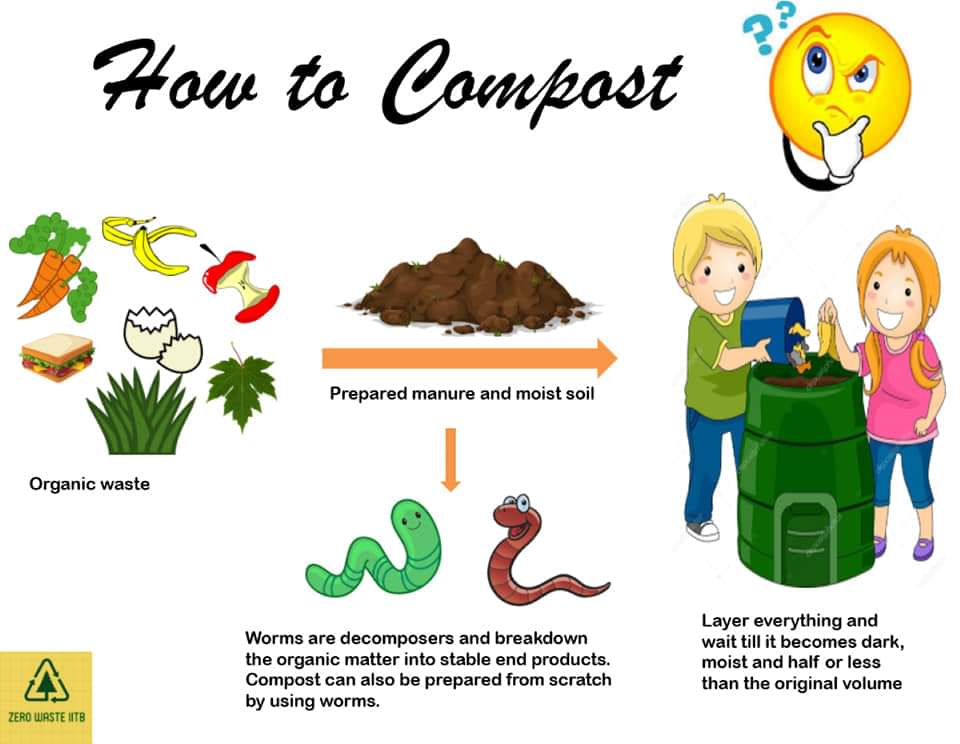 How to Compost
? ?
Prepared manure and moist soil
Organic waste
Worms are decomposers and breakdown
the organic matter into stable end products.
Compost can also be prepared from scratch
by using worms.
Layer everything and
wait till it becomes dark,
moist and half or less
than the original volume
ZERO WASTE IITB